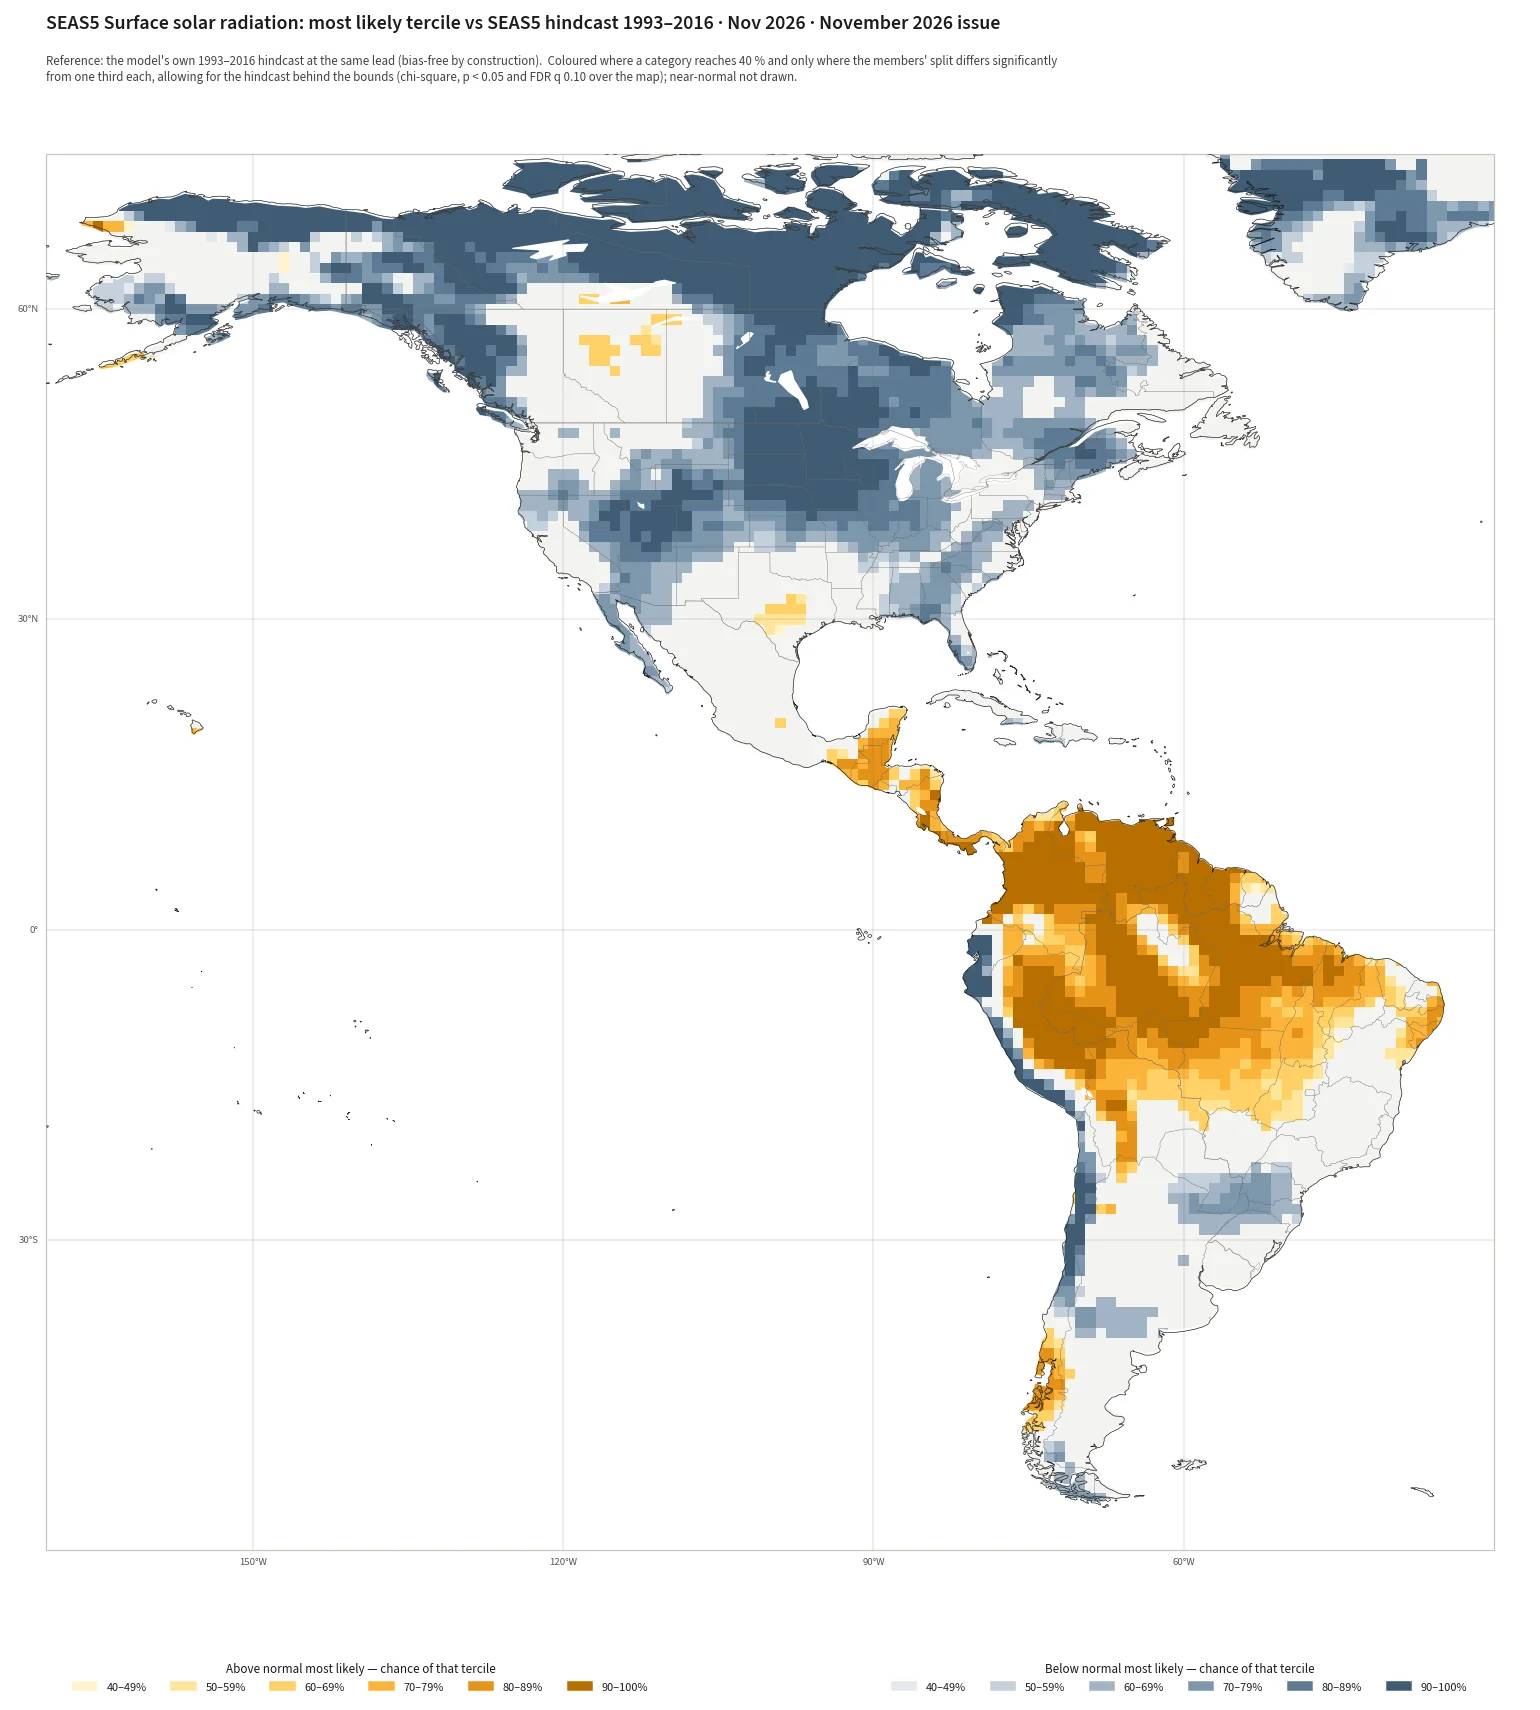 SEAS5 Surface solar radiation: most likely tercile vs SEAS5 hindcast 1993–2016 · Nov 2026 · November 2026 issue
Reference: the model's own 1993–2016 hindcast at the same lead (bias-free by construction).  Coloured where a category reaches 40 % and only where the members' split differs significantly
from one third each, allowing for the hindcast behind the bounds (chi-square, p < 0.05 and FDR q 0.10 over the map); near-normal not drawn.
60°N
30°N
0°
30°S
150°W
120°W
90°W
60°W
Above normal most likely — chance of that tercile
40–49%
50–59%
60–69%
70–79%
80–89%
90–100%
Below normal most likely — chance of that tercile
40–49%
50–59%
60–69%
70–79%
80–89%
90–100%